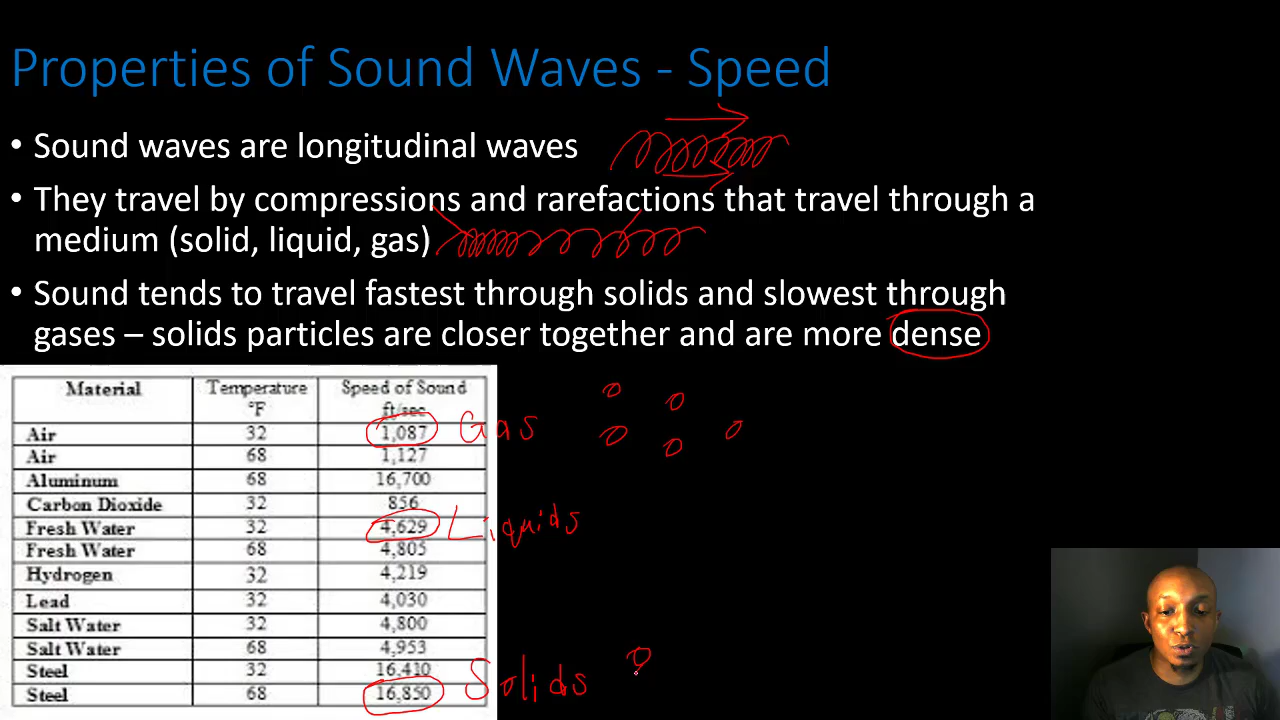 Properties of Sound Waves - Speed
• Sound waves are longitudinal waves
• They travel by compressions and rarefactions that travel through a
medium (solid, liquid, gas)
• Sound tends to travel fastest through solids and slowest through
gases – solids particles are closer together and are more dense
Material Temperature °F Speed of Sound ft/sec
Air 32 1,087 Gas
Air 68 1,127
Aluminum 68 16,700
Carbon Dioxide 32 856
Fresh Water 32 4,629 Liquids
Fresh Water 68 4,805
Hydrogen 32 4,219
Lead 32 4,030
Salt Water 32 4,800
Salt Water 68 4,953
Steel 32 16,410
Steel 68 16,850 Solids